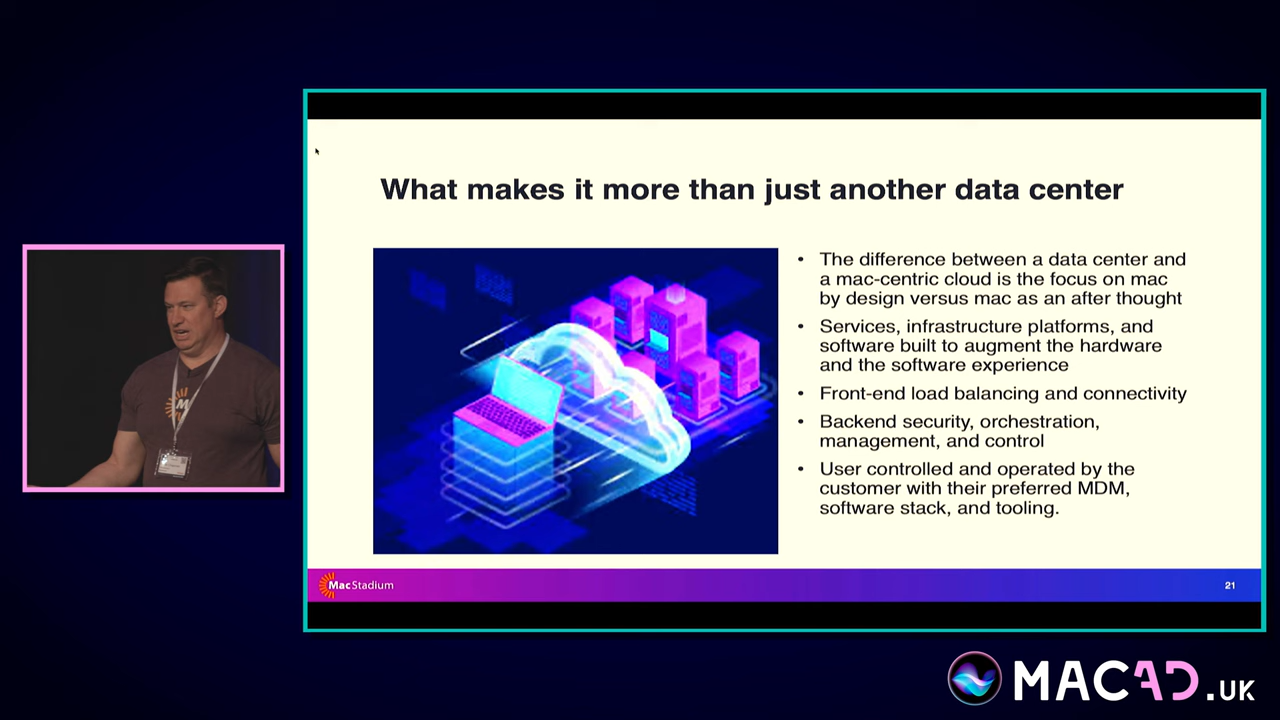 What makes it more than just another data center
• The difference between a data center and
a mac-centric cloud is the focus on mac
by design versus mac as an after thought
• Services, infrastructure platforms, and
software built to augment the hardware
and the software experience
• Front-end load balancing and connectivity
• Backend security, orchestration,
management, and control
• User controlled and operated by the
customer with their preferred MDM,
software stack, and tooling.
MacStadium
21
MACAD.UK